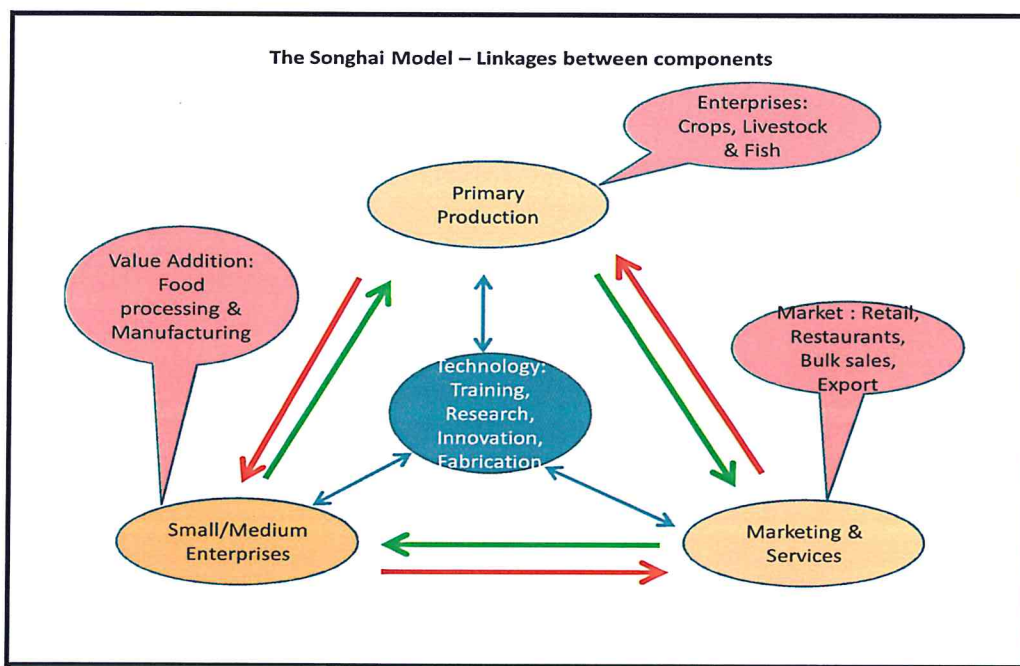 The Songhai Model – Linkages between components
Enterprises:
Crops, Livestock
& Fish
Primary
Production
Value Addition:
Food
processing &
Manufacturing
Market : Retail,
Restaurants,
Bulk sales,
Export
Technology:
Training,
Research,
Innovation,
Fabrication
Small/Medium
Enterprises
Marketing &
Services